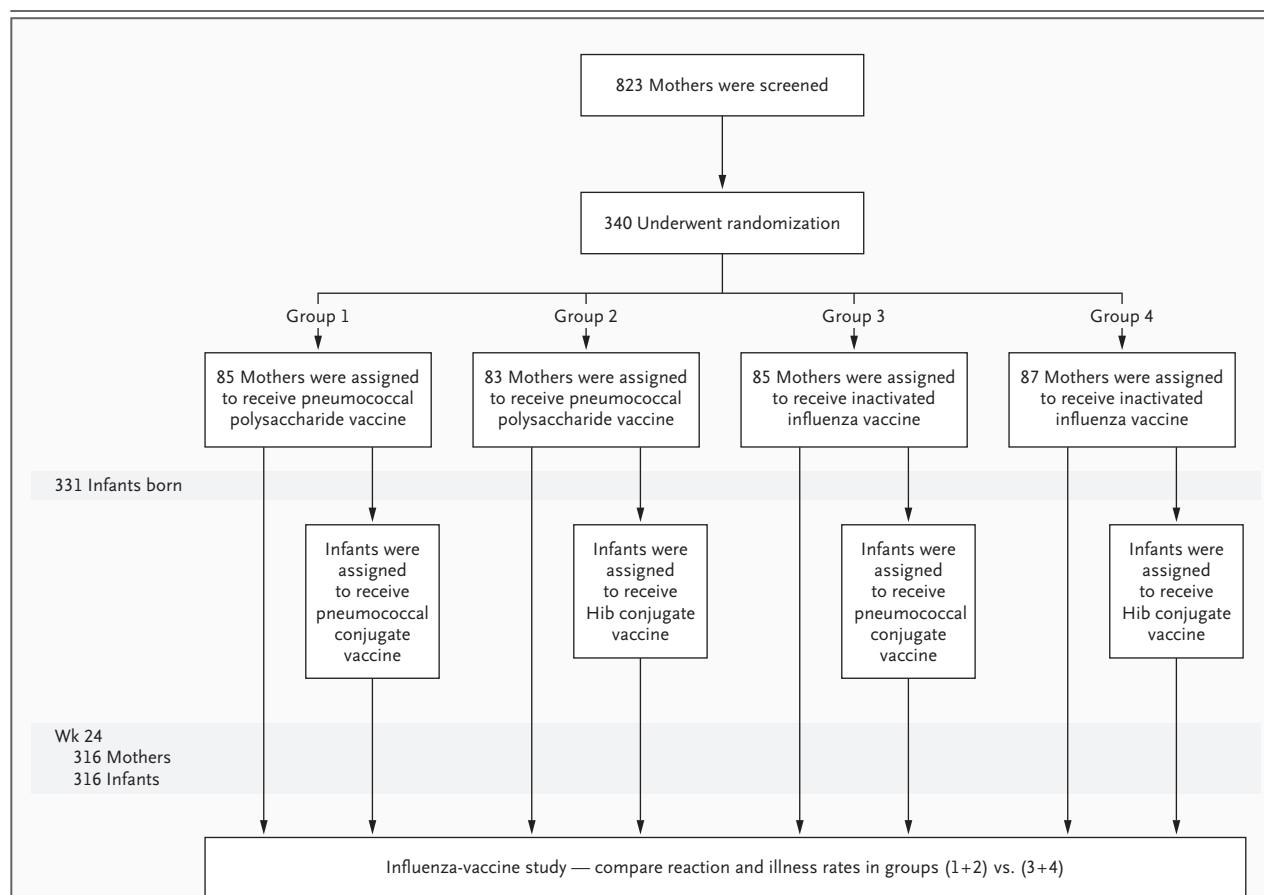 823 Mothers were screened
340 Underwent randomization
Group 1
Group 2
Group 3
Group 4
85 Mothers were assigned
to receive pneumococcal
polysaccharide vaccine
83 Mothers were assigned
to receive pneumococcal
polysaccharide vaccine
85 Mothers were assigned
to receive inactivated
influenza vaccine
87 Mothers were assigned
to receive inactivated
influenza vaccine
331 Infants born
Infants were
assigned
to receive
pneumococcal
conjugate
vaccine
Infants were
assigned
to receive
Hib conjugate
vaccine
Infants were
assigned
to receive
pneumococcal
conjugate
vaccine
Infants were
assigned
to receive
Hib conjugate
vaccine
Wk 24
316 Mothers
316 Infants
Influenza-vaccine study — compare reaction and illness rates in groups (1+2) vs. (3+4)